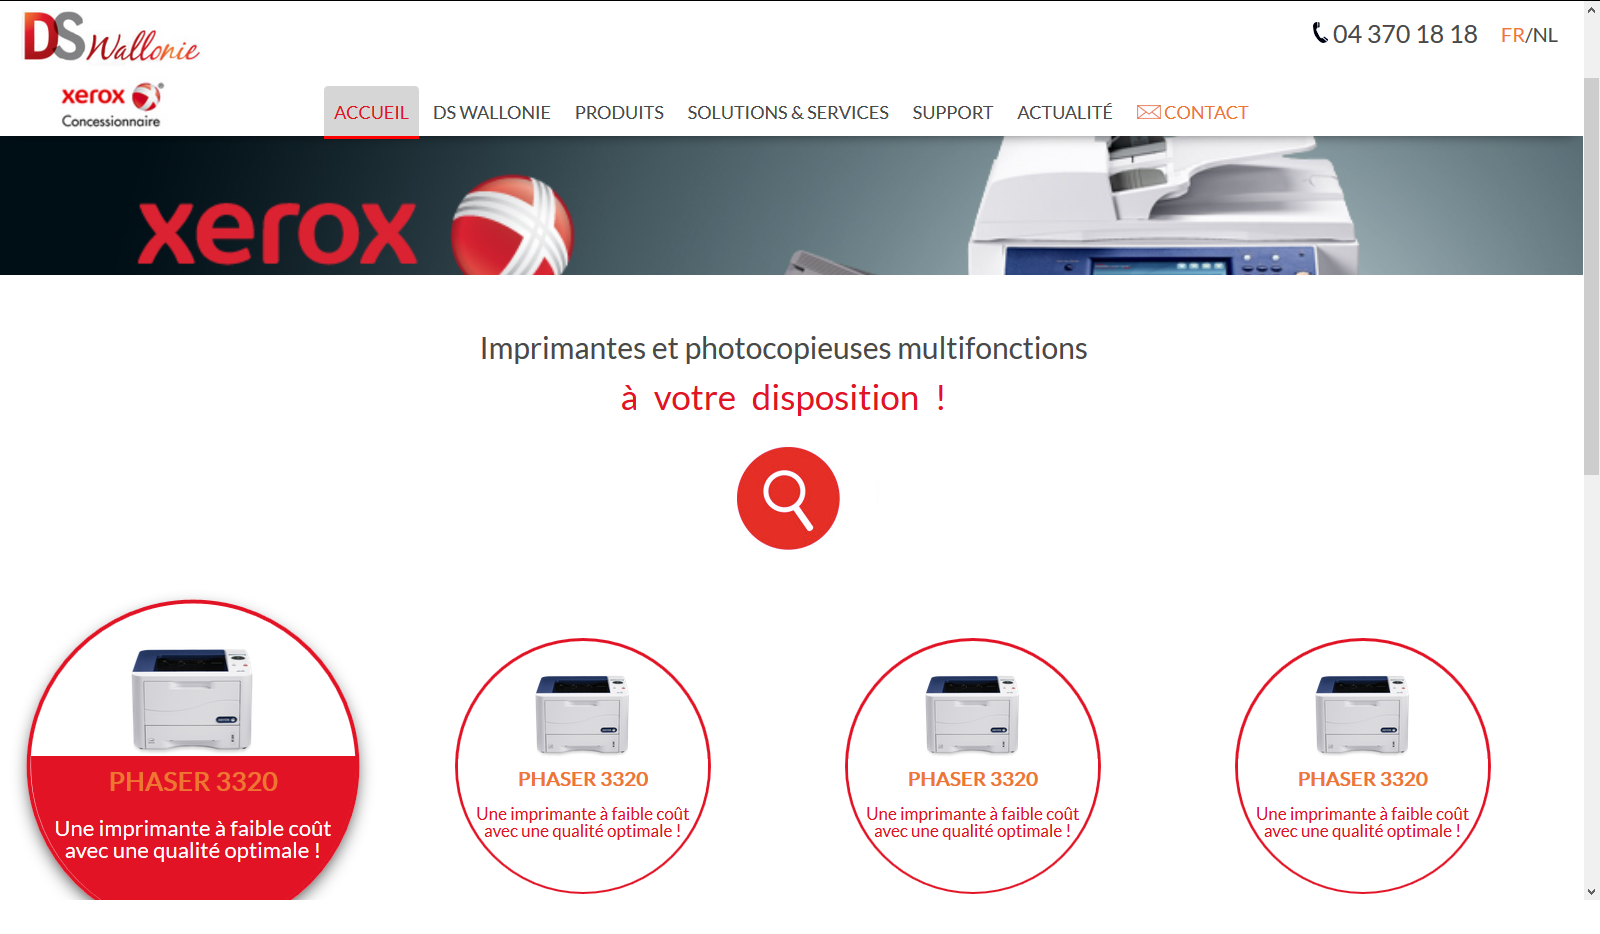 DS Wallonie
04 370 18 18
FR/NL
xerox
Concessionnaire
ACCUEIL
DS WALLONIE
PRODUITS
SOLUTIONS & SERVICES
SUPPORT
ACTUALITÉ
CONTACT
xerox
Imprimantes et photocopieuses multifonctions
à votre disposition !
PHASER 3320
Une imprimante à faible coût
avec une qualité optimale !
PHASER 3320
Une imprimante à faible coût
avec une qualité optimale !
PHASER 3320
Une imprimante à faible coût
avec une qualité optimale !
PHASER 3320
Une imprimante à faible coût
avec une qualité optimale !